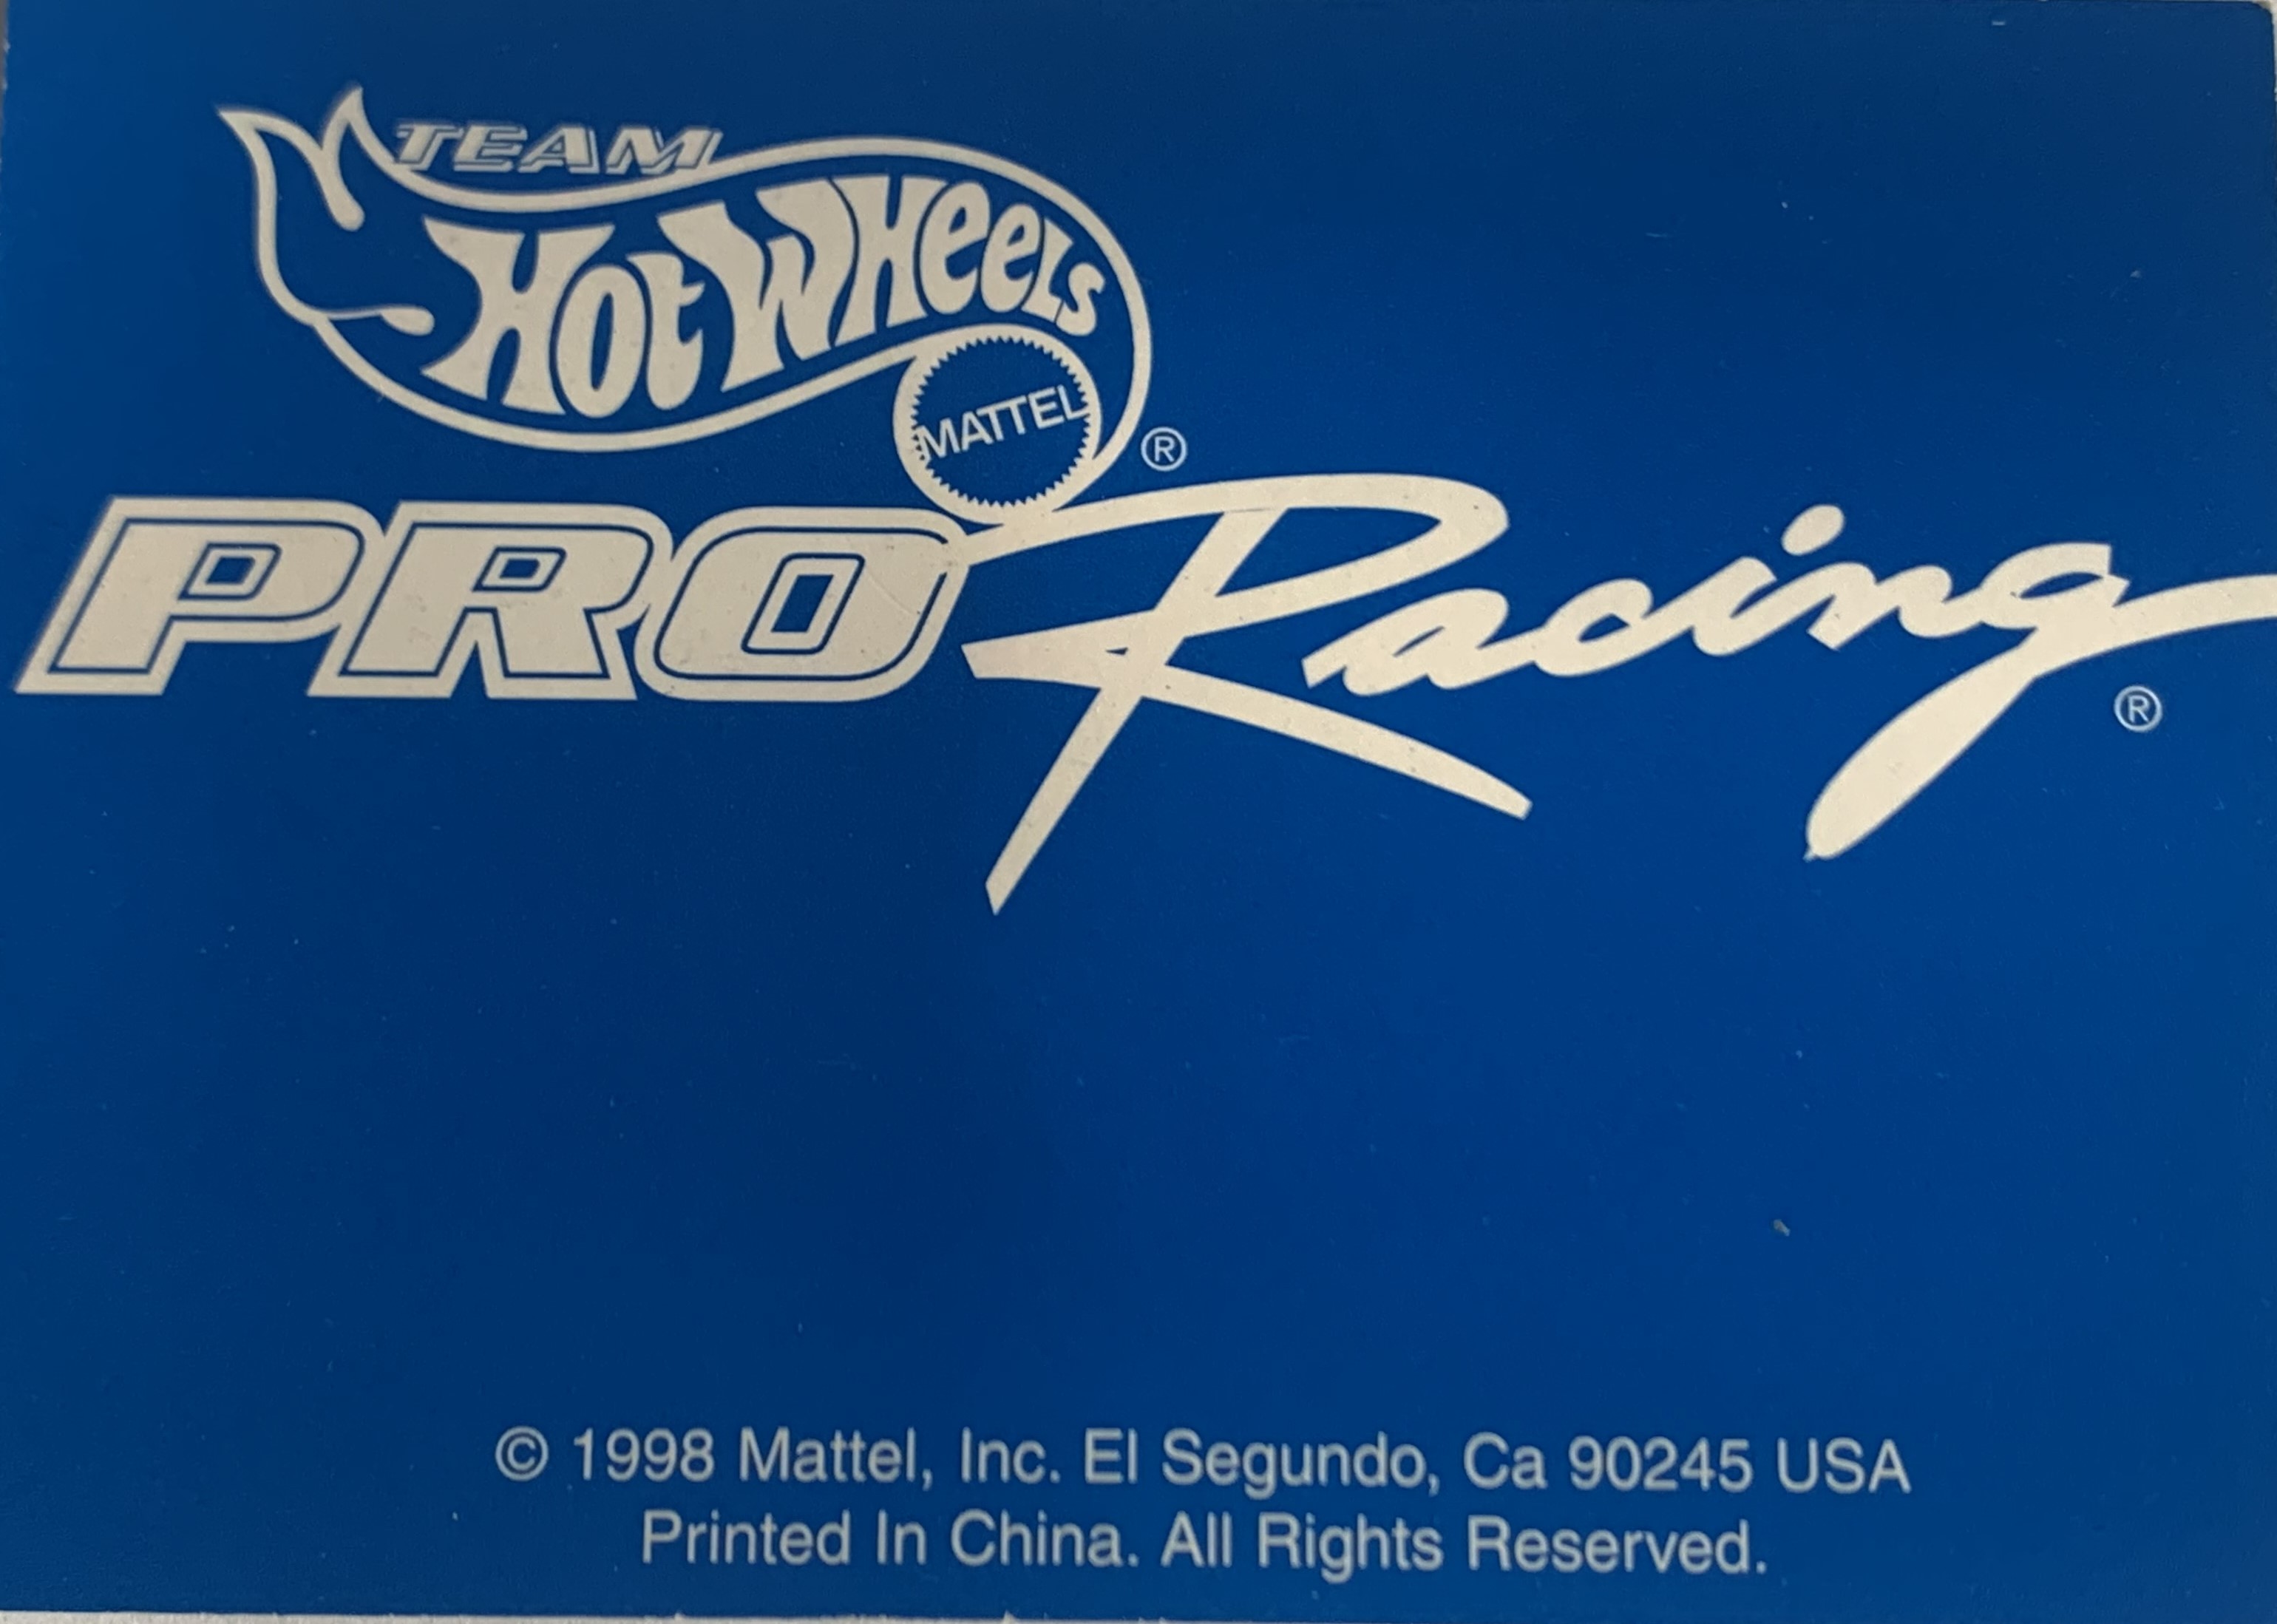 TEAM
Hot Wheels
MATTEL
®
PRO Racing
®
© 1998 Mattel, Inc. El Segundo, Ca 90245 USA
Printed In China. All Rights Reserved.